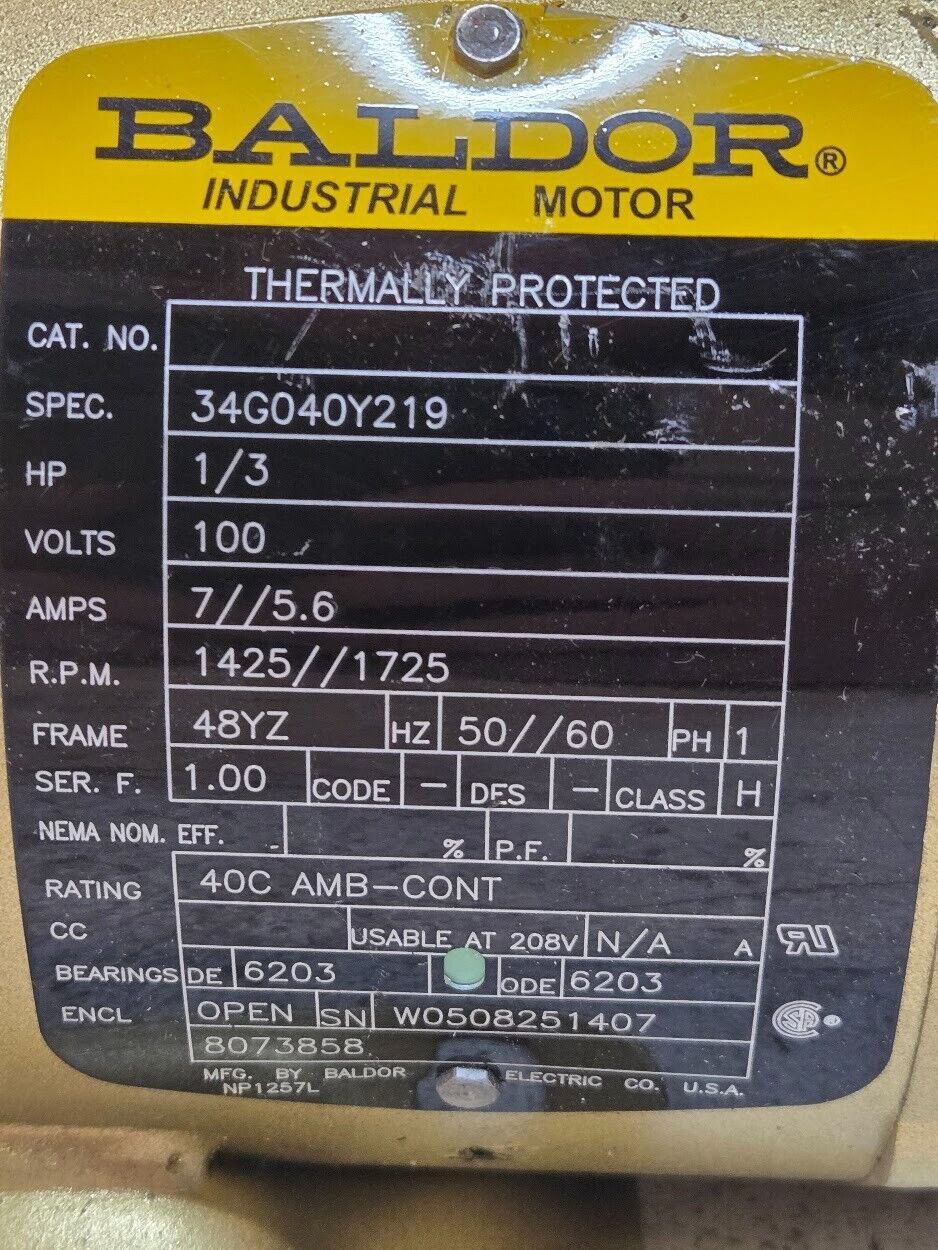 BALDOR®
INDUSTRIAL MOTOR
THERMALLY PROTECTED
CAT. NO.
SPEC. 34G040Y219
HP 1/3
VOLTS 100
AMPS 7//5.6
R.P.M. 1425//1725
FRAME 48YZ HZ 50//60 PH 1
SER. F. 1.00 CODE – DES – CLASS H
NEMA NOM. EFF. % P.F. %
RATING 40C AMB-CONT
CC USABLE AT 208V N/A A
BEARINGS DE 6203 ODE 6203
ENCL OPEN SN W0508251407
8073858
MFG. BY BALDOR ELECTRIC CO. U.S.A.
NP1257L